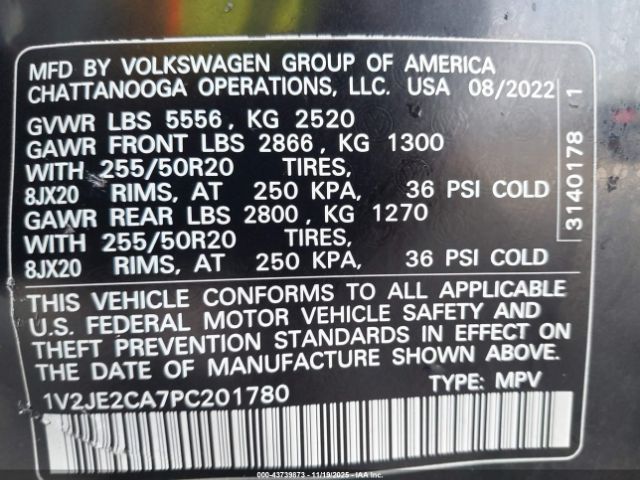 MFD BY VOLKSWAGEN GROUP OF AMERICA
CHATTANOOGA OPERATIONS, LLC. USA 08/2022
GVWR LBS 5556, KG 2520
GAWR FRONT LBS 2866, KG 1300
WITH 255/50R20 TIRES,
8JX20 RIMS, AT 250 KPA, 36 PSI COLD
GAWR REAR LBS 2800, KG 1270
WITH 255/50R20 TIRES,
8JX20 RIMS, AT 250 KPA, 36 PSI COLD
THIS VEHICLE CONFORMS TO ALL APPLICABLE
U.S. FEDERAL MOTOR VEHICLE SAFETY AND
THEFT PREVENTION STANDARDS IN EFFECT ON
THE DATE OF MANUFACTURE SHOWN ABOVE.
1V2JE2CA7PC201780 TYPE: MPV
3140178 1
000-43739873 - 11/19/2025 - IAA Inc.